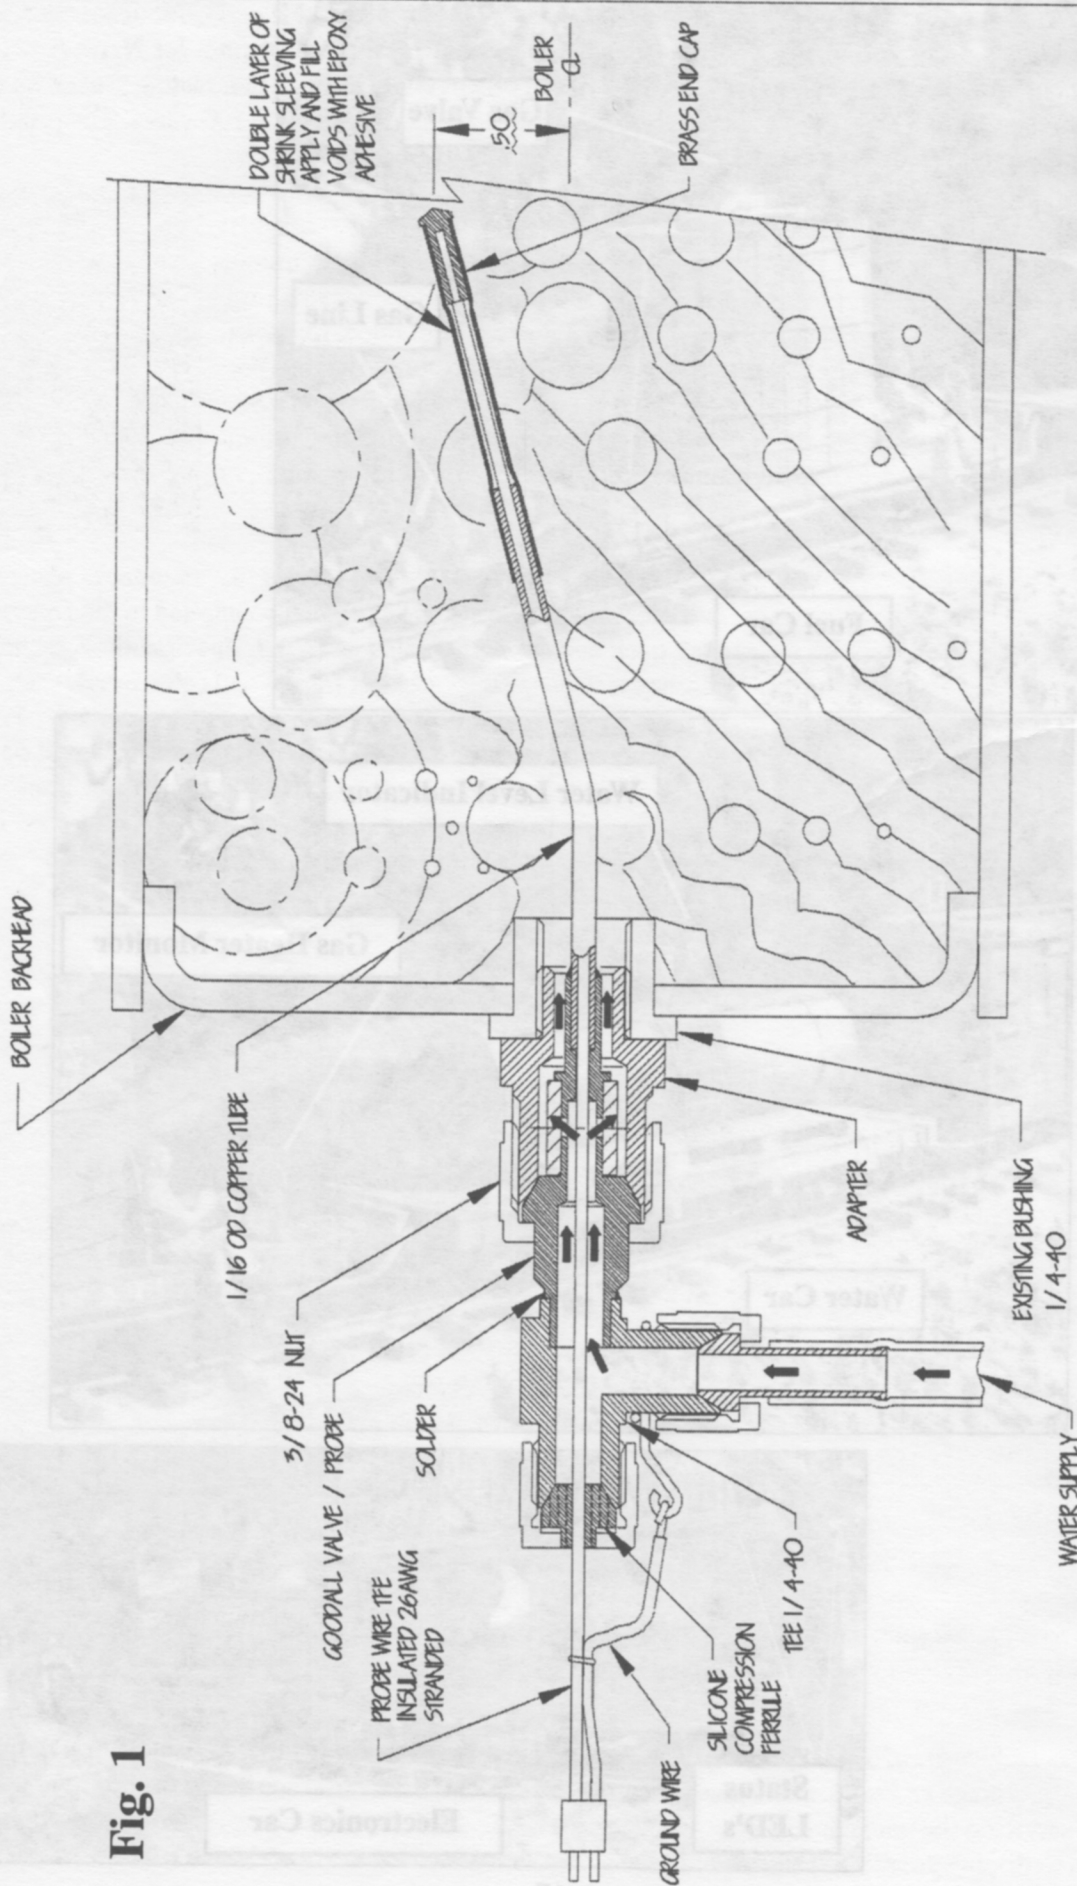 Fig. 1
BOILER BACKHEAD
1/16 OD COPPER TUBE
3/8-24 NUT
GOODALL VALVE / PROBE
SOLDER
PROBE WIRE TFE
INSULATED 26AWG
STRANDED
DOUBLE LAYER OF
SHRINK SLEEVING
APPLY AND FILL
VOIDS WITH EPOXY
ADHESIVE
.50
BOILER
CL
BRASS END CAP
GROUND WIRE
SILICONE
COMPRESSION
FERRULE
TEE 1/4-40
ADAPTER
EXISTING BUSHING
1/4-40
WATER SUPPLY
Gas Valve
Gas Line
Fuel Car
Water Level Indicator
Gas Heater Monitor
Water Car
Electronics Car
Status
LED's